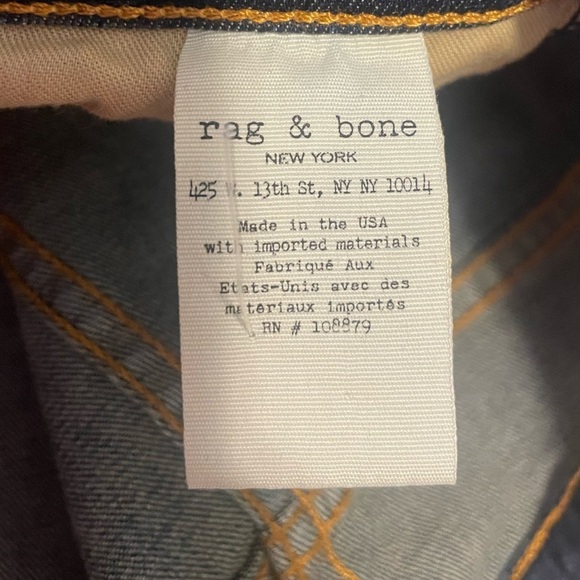 rag & bone
NEW YORK
425 W. 13th St, NY NY 10014
Made in the USA
with imported materials
Fabriqué Aux
Etats-Unis avec des
matériaux importés
RN # 108879